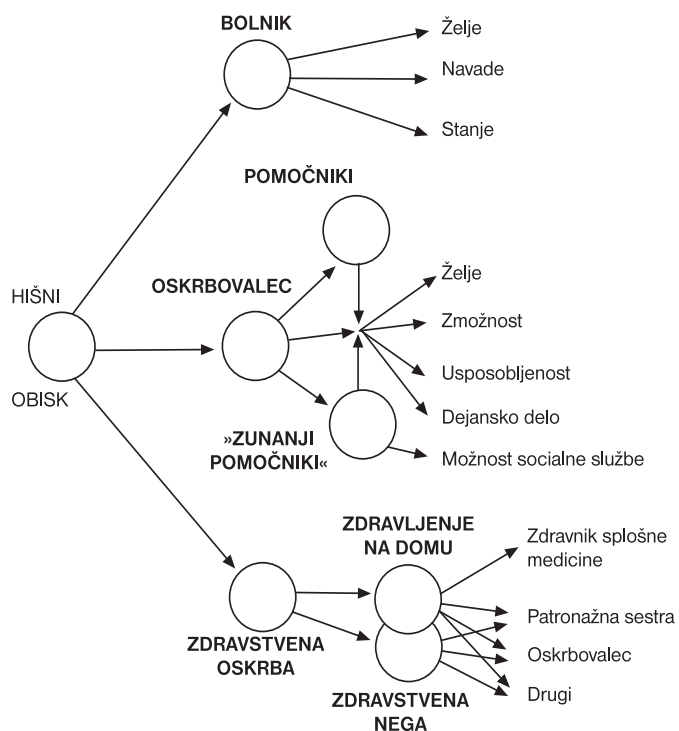 BOLNIK
Želje
Navade
Stanje
POMOČNIKI
HIŠNI
OBISK
OSKRBOVALEC
Želje
Zmožnost
Usposobljenost
Dejansko delo
»ZUNANJI
POMOČNIKI«
Možnost socialne službe
ZDRAVLJENJE
NA DOMU
Zdravnik splošne
medicine
Patronažna sestra
ZDRAVSTVENA
OSKRBA
Oskrbovalec
Drugi
ZDRAVSTVENA
NEGA